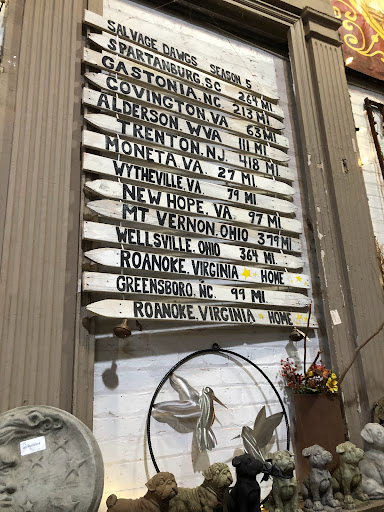 SALVAGE DAWGS SEASON 5
SPARTANBURG, SC 264 MI.
GASTONIA, NC 213 MI.
COVINGTON, VA 63 MI.
ALDERSON, W.VA 111 MI.
TRENTON, N.J. 418 MI.
MONETA, VA. 27 MI.
WYTHEVILLE, VA 79 MI.
NEW HOPE, VA. 97 MI.
MT VERNON, OHIO 379 MI.
WELLSVILLE, OHIO 364 MI.
ROANOKE, VIRGINIA HOME
GREENSBORO, NC. 99 MI.
ROANOKE, VIRGINIA HOME